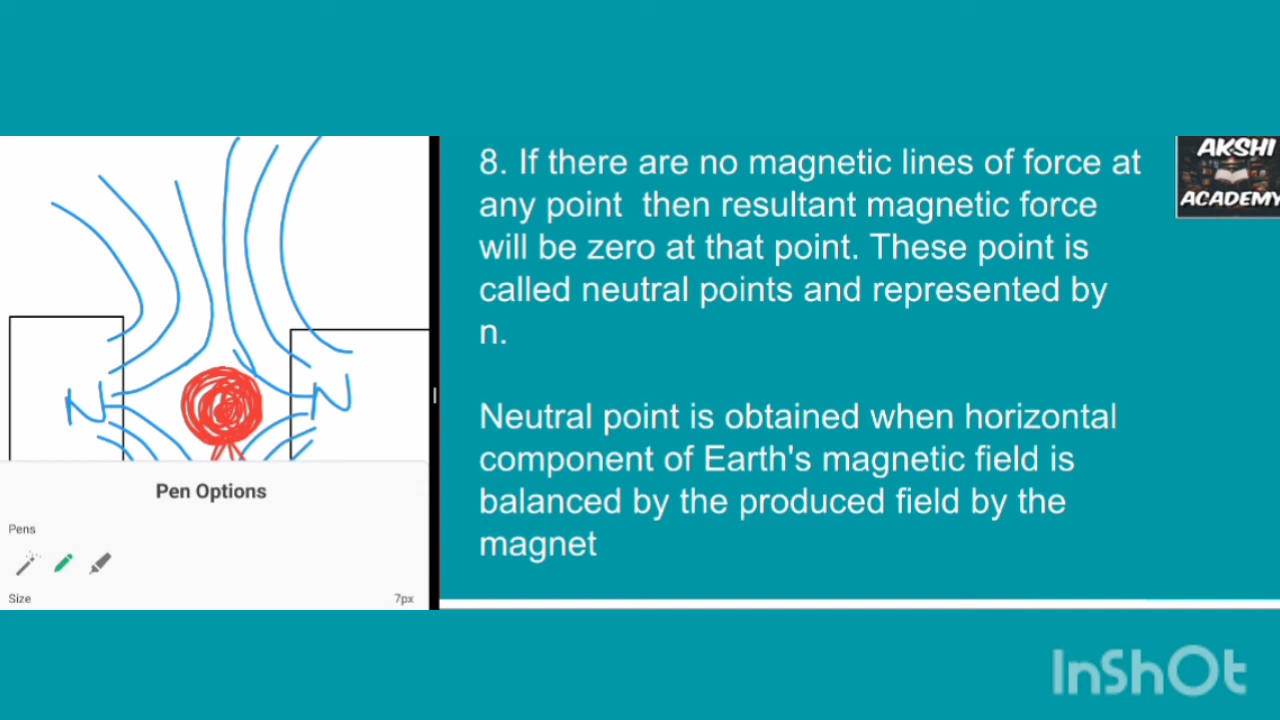 8. If there are no magnetic lines of force at
any point then resultant magnetic force
will be zero at that point. These point is
called neutral points and represented by
n.
Neutral point is obtained when horizontal
component of Earth's magnetic field is
balanced by the produced field by the
magnet
AKSHI
ACADEMY
N
N
Pen Options
Pens
Size
7px
InShOt